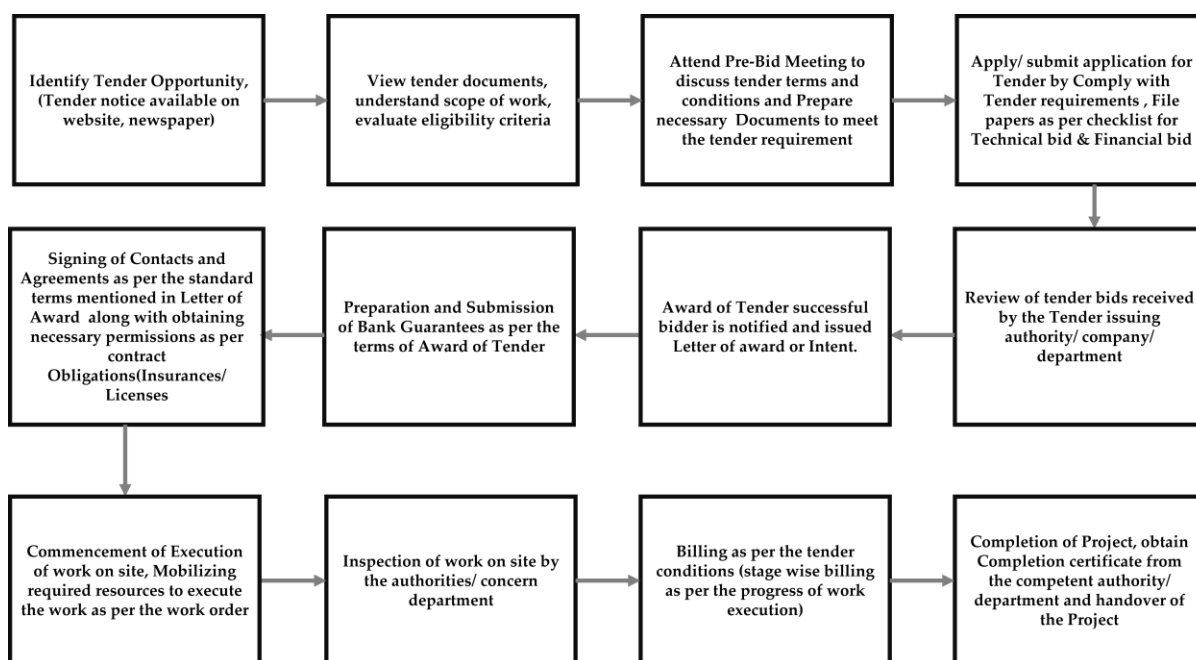 Identify Tender Opportunity,
(Tender notice available on
website, newspaper)
View tender documents,
understand scope of work,
evaluate eligibility criteria
Attend Pre-Bid Meeting to
discuss tender terms and
conditions and Prepare
necessary Documents to meet
the tender requirement
Apply/ submit application for
Tender by Comply with
Tender requirements , File
papers as per checklist for
Technical bid & Financial bid
Review of tender bids received
by the Tender issuing
authority/ company/
department
Award of Tender successful
bidder is notified and issued
Letter of award or Intent.
Preparation and Submission
of Bank Guarantees as per the
terms of Award of Tender
Signing of Contacts and
Agreements as per the standard
terms mentioned in Letter of
Award along with obtaining
necessary permissions as per
contract
Obligations(Insurances/
Licenses
Commencement of Execution
of work on site, Mobilizing
required resources to execute
the work as per the work order
Inspection of work on site by
the authorities/ concern
department
Billing as per the tender
conditions (stage wise billing
as per the progress of work
execution)
Completion of Project, obtain
Completion certificate from
the competent authority/
department and handover of
the Project